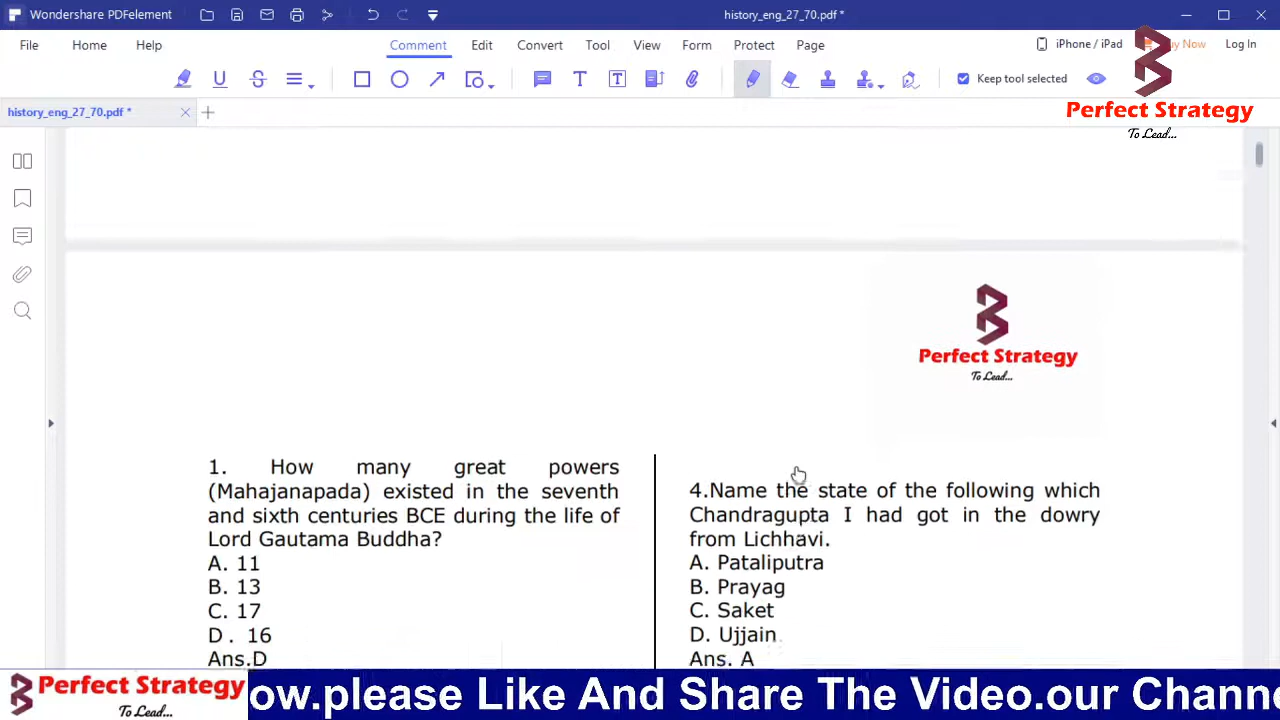 Wondershare PDFelement
history_eng_27_70.pdf *
File Home Help Comment Edit Convert Tool Form View Protect Page
iPhone / iPad Buy Now Log In
Keep tool selected
history_eng_27_70.pdf *
Perfect Strategy
To Lead...
Perfect Strategy
To Lead...
1. How many great powers
(Mahajanapada) existed in the seventh
and sixth centuries BCE during the life of
Lord Gautama Buddha?
A. 11
B. 13
C. 17
D . 16
Ans.D
4.Name the state of the following which
Chandragupta I had got in the dowry
from Lichhavi.
A. Pataliputra
B. Prayag
C. Saket
D. Ujjain
Ans. A
Perfect Strategy
To Lead...
ow.please Like And Share The Video.our Channe